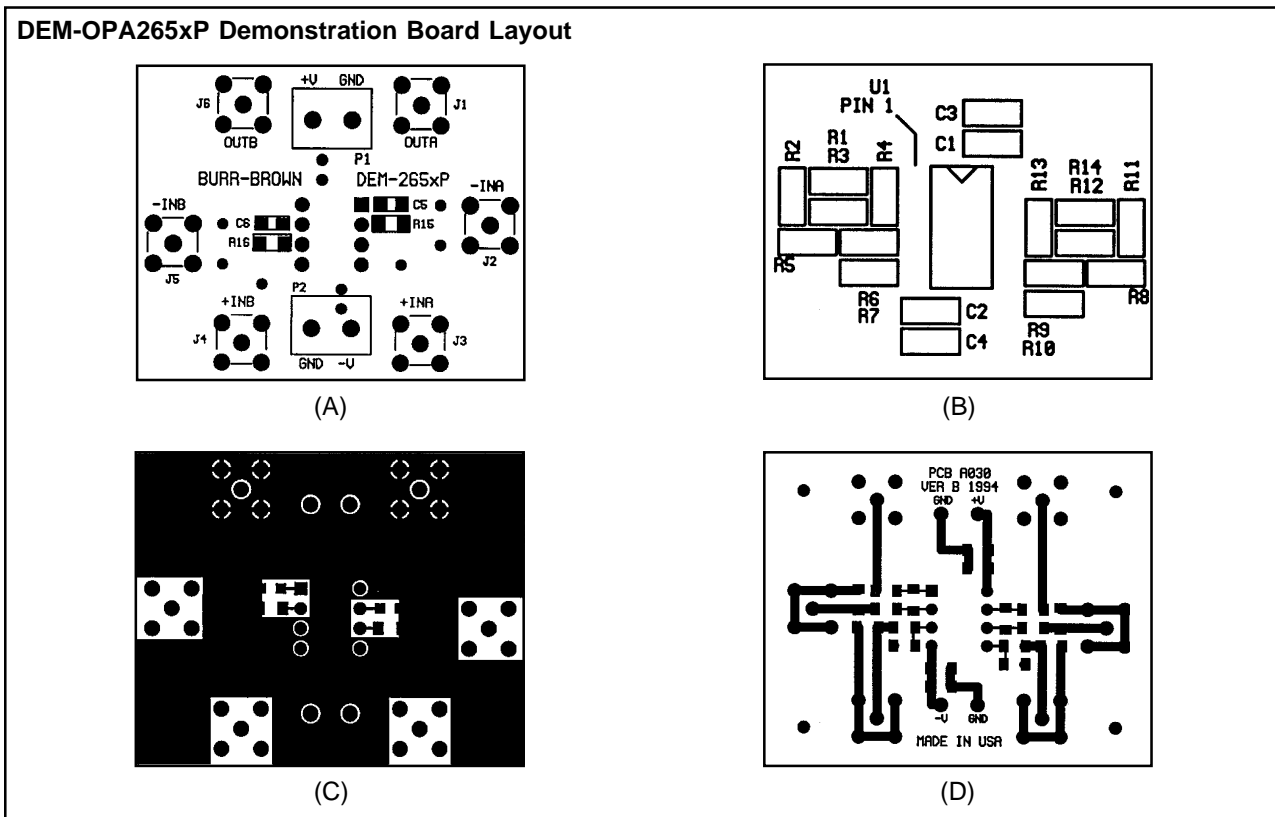 DEM-OPA265xP Demonstration Board Layout
+V GND
J6
J1
OUTB
OUTA
P1
BURR-BROWN
DEM-265xP
-INB
-INA
C6
C5
R16
R15
J5
J2
P2
+INB
+INA
J4
J3
GND -V
(A)
U1
PIN 1
C3
C1
R2
R1
R3
R4
R13
R14
R12
R11
R5
R6
R7
R8
R9
R10
C2
C4
(B)
(C)
PCB A030
VER B 1994
GND +V
-V GND
MADE IN USA
(D)